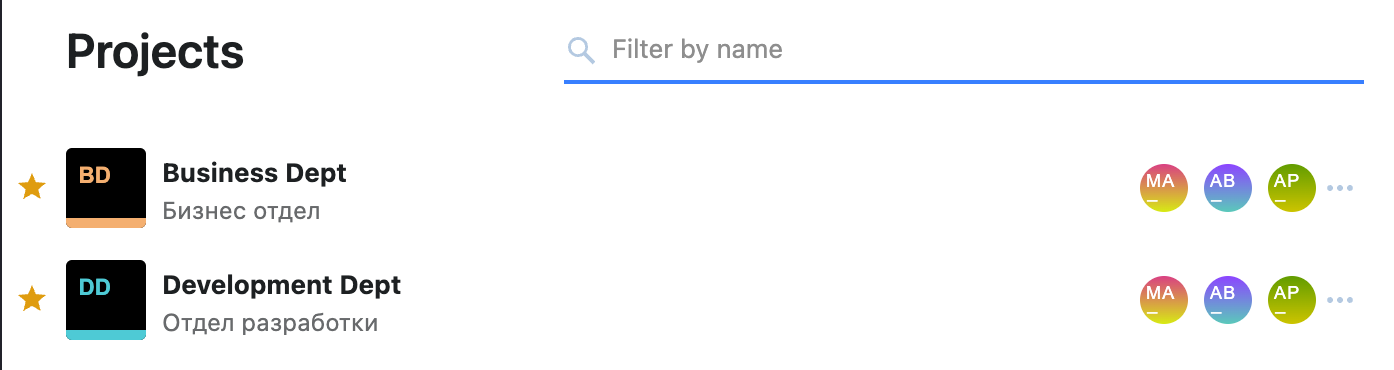 Projects
Filter by name
BD
Business Dept
Бизнес отдел
MA
AB
AP
DD
Development Dept
Отдел разработки
MA
AB
AP